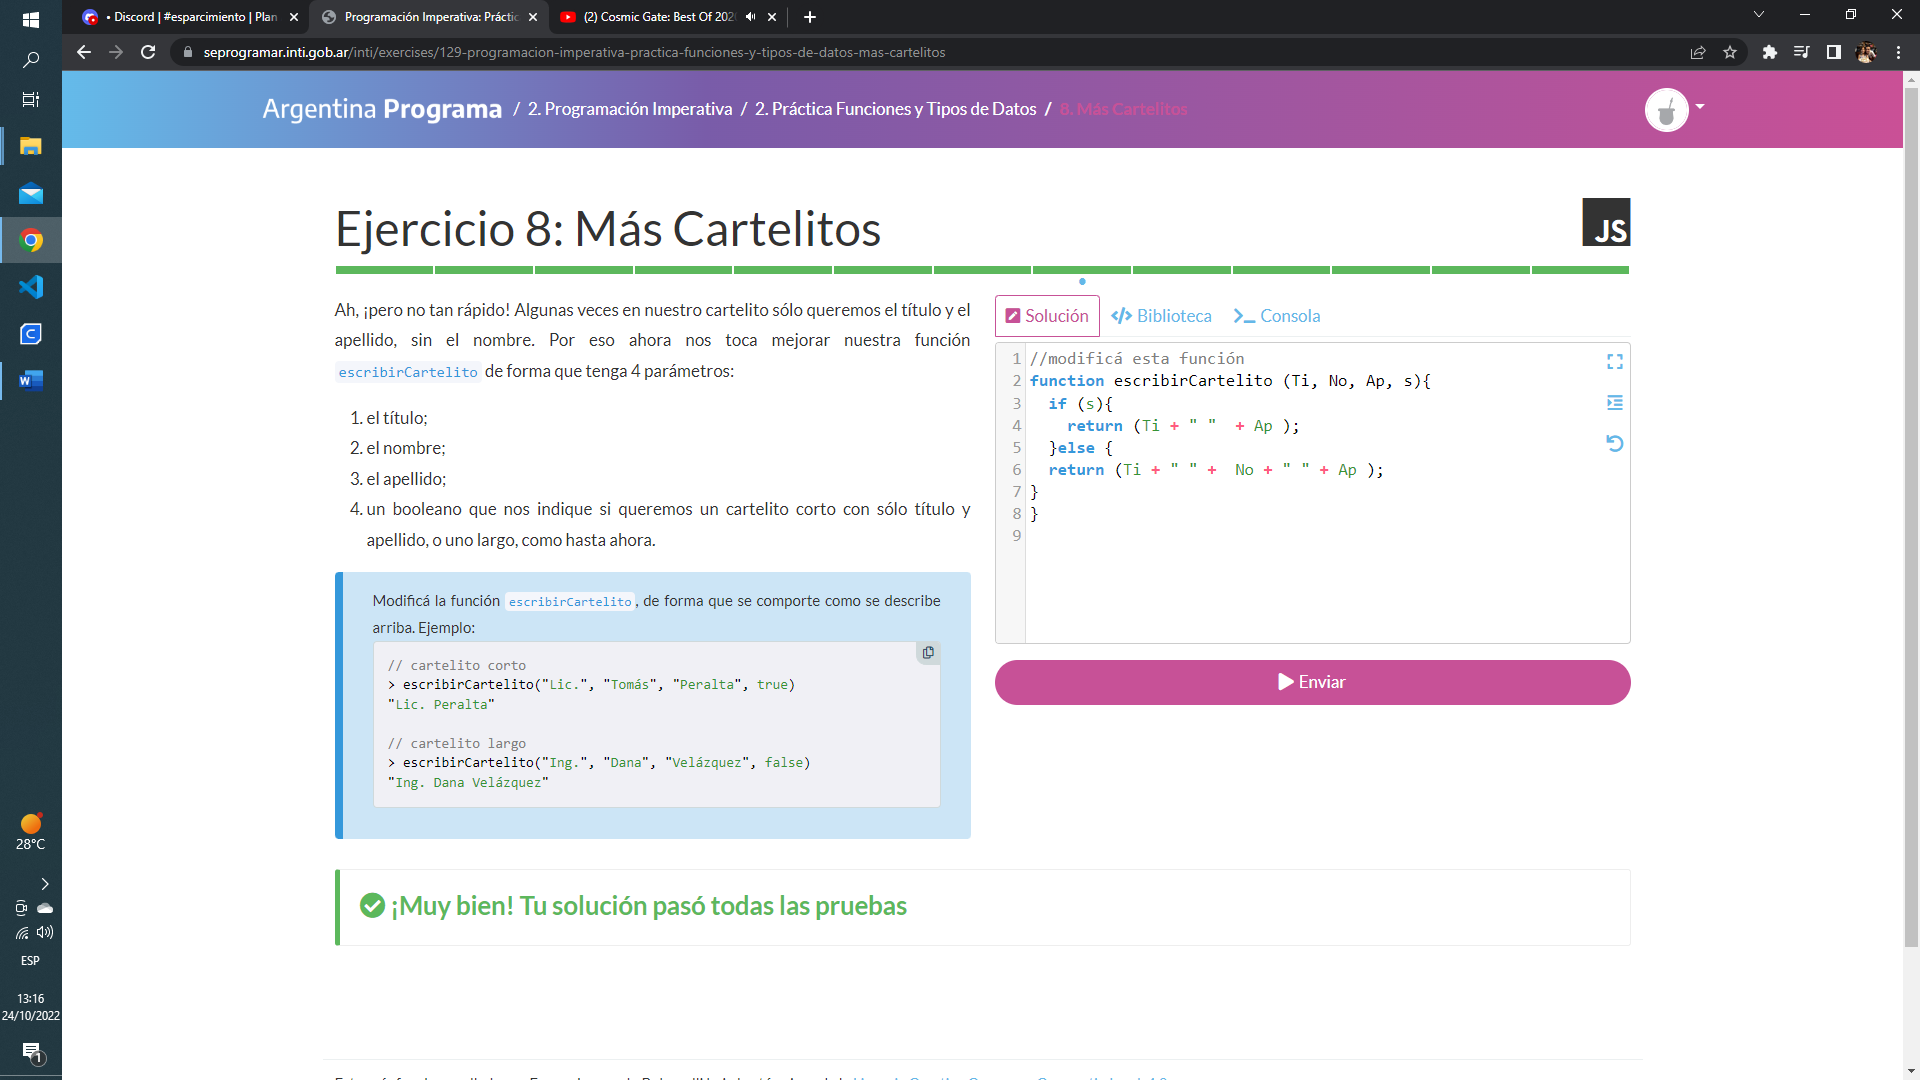 • Discord | #esparcimiento | Plan
Programación Imperativa: Práctic
(2) Cosmic Gate: Best Of 202
seprogramar.inti.gob.ar/inti/exercises/129-programacion-imperativa-practica-funciones-y-tipos-de-datos-mas-cartelitos
Argentina Programa / 2. Programación Imperativa / 2. Práctica Funciones y Tipos de Datos / 8. Más Cartelitos
Ejercicio 8: Más Cartelitos
JS
Ah, ¡pero no tan rápido! Algunas veces en nuestro cartelito sólo queremos el título y el
apellido, sin el nombre. Por eso ahora nos toca mejorar nuestra función
escribirCartelito de forma que tenga 4 parámetros:
1. el título;
2. el nombre;
3. el apellido;
4. un booleano que nos indique si queremos un cartelito corto con sólo título y
apellido, o uno largo, como hasta ahora.
Modificá la función escribirCartelito, de forma que se comporte como se describe
arriba. Ejemplo:
// cartelito corto
> escribirCartelito("Lic.", "Tomás", "Peralta", true)
"Lic. Peralta"
// cartelito largo
> escribirCartelito("Ing.", "Dana", "Velázquez", false)
"Ing. Dana Velázquez"
Solución
Biblioteca
Consola
1 //modificá esta función
2 function escribirCartelito (Ti, No, Ap, s){
3 if (s){
4 return (Ti + " " + Ap );
5 }else {
6 return (Ti + " " + No + " " + Ap );
7 }
8 }
9
Enviar
¡Muy bien! Tu solución pasó todas las pruebas
28°C
ESP
13:16
24/10/2022
1